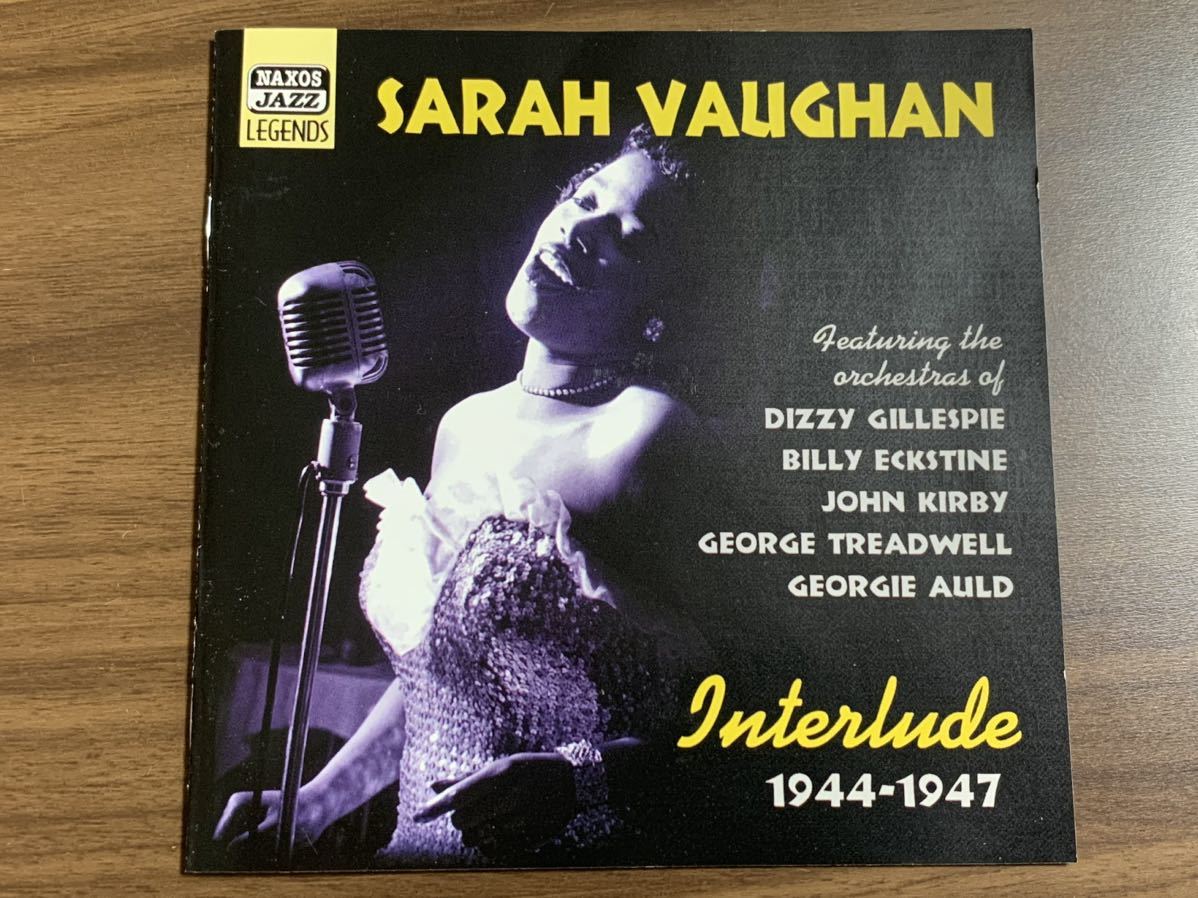 NAXOS
JAZZ
LEGENDS
SARAH VAUGHAN
Featuring the
orchestras of
DIZZY GILLESPIE
BILLY ECKSTINE
JOHN KIRBY
GEORGE TREADWELL
GEORGIE AULD
Interlude
1944-1947